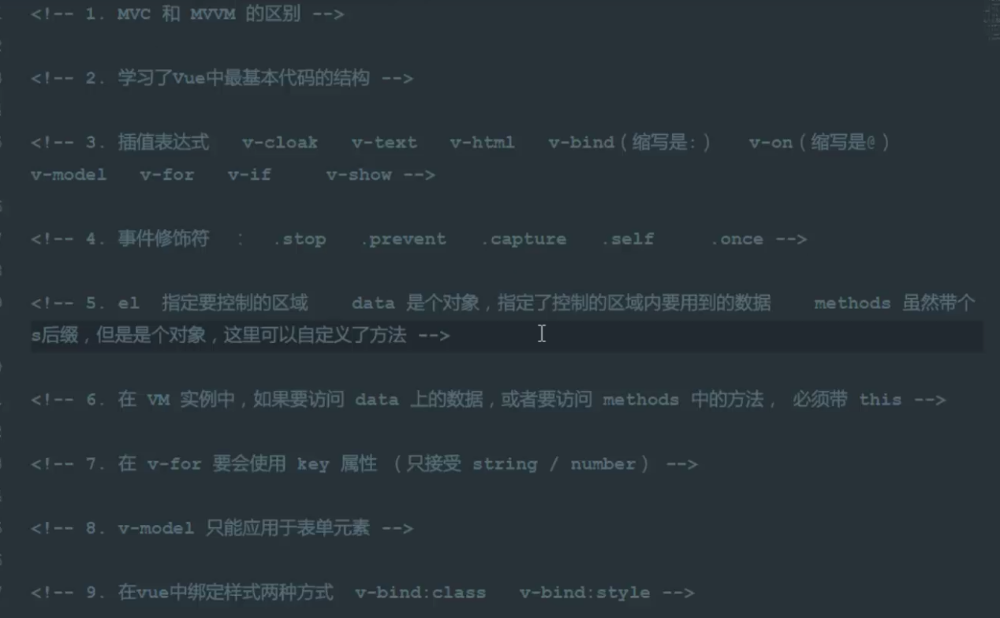 <!-- 1. MVC 和 MVVM 的区别 -->
<!-- 2. 学习了Vue中最基本代码的结构 -->
<!-- 3. 插值表达式 v-cloak v-text v-html v-bind（缩写是:） v-on（缩写是@）
v-model v-for v-if v-show -->
<!-- 4. 事件修饰符 ： .stop .prevent .capture .self .once -->
<!-- 5. el 指定要控制的区域 data 是个对象，指定了控制的区域内要用到的数据 methods 虽然带个
s后缀，但是是个对象，这里可以自定义了方法 -->
<!-- 6. 在 VM 实例中，如果要访问 data 上的数据，或者要访问 methods 中的方法， 必须带 this -->
<!-- 7. 在 v-for 要会使用 key 属性 （只接受 string / number） -->
<!-- 8. v-model 只能应用于表单元素 -->
<!-- 9. 在vue中绑定样式两种方式 v-bind:class v-bind:style -->